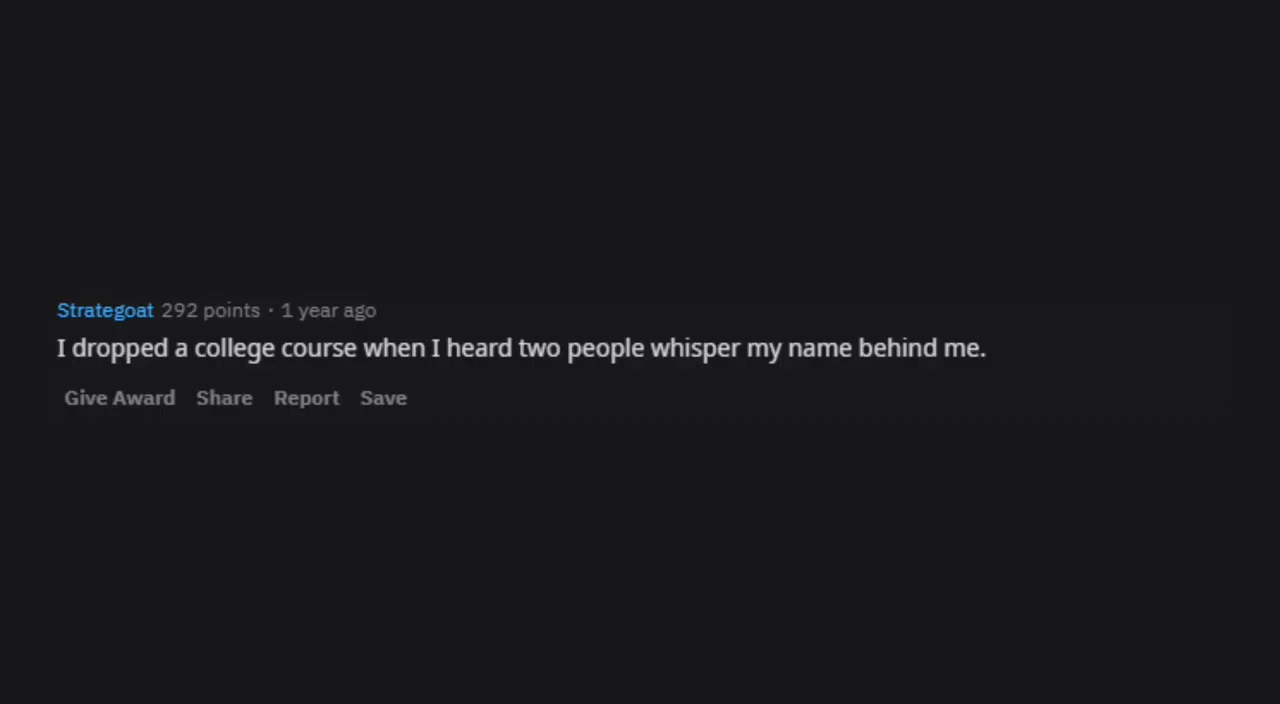 Strategoat 292 points · 1 year ago
I dropped a college course when I heard two people whisper my name behind me.
Give Award Share Report Save